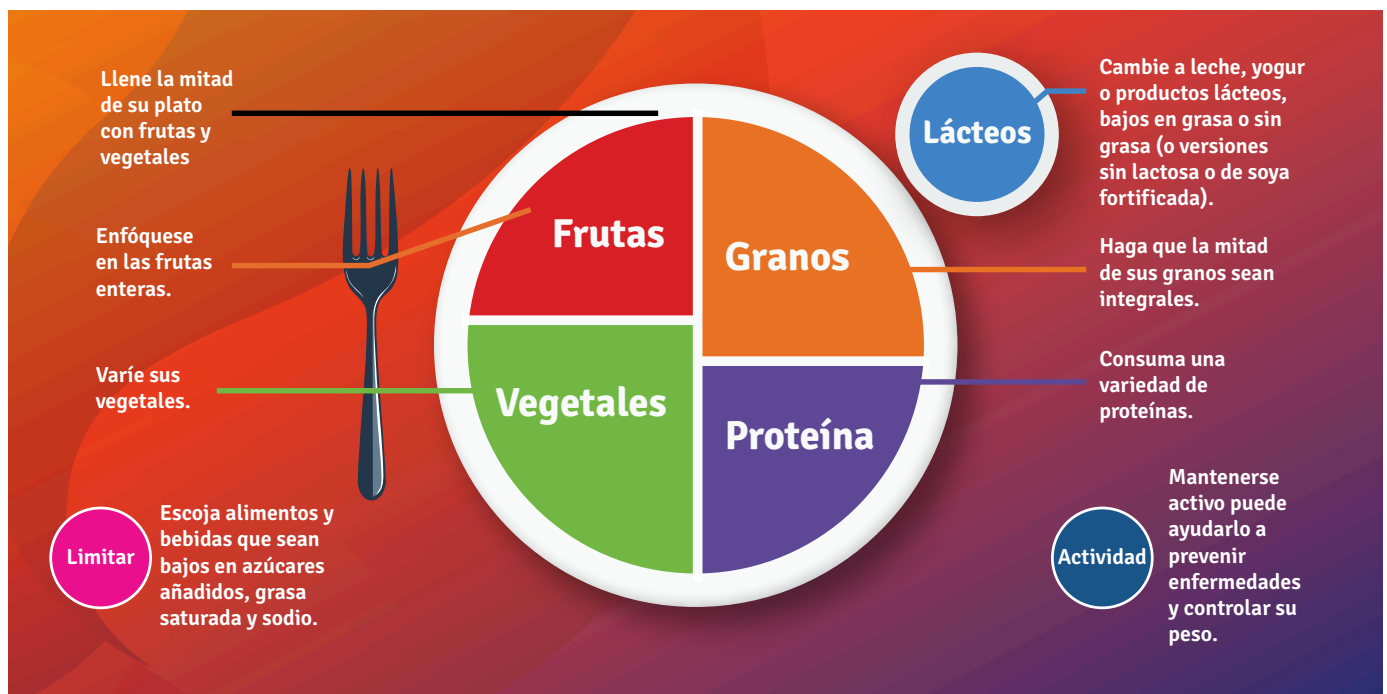 Llene la mitad
de su plato
con frutas y
vegetales
Enfóquese
en las frutas
enteras.
Varíe sus
vegetales.
Limitar
Escoja alimentos y
bebidas que sean
bajos en azúcares
añadidos, grasa
saturada y sodio.
Frutas
Granos
Vegetales
Proteína
Lácteos
Cambie a leche, yogur
o productos lácteos,
bajos en grasa o sin
grasa (o versiones
sin lactosa o de soya
fortificada).
Haga que la mitad
de sus granos sean
integrales.
Consuma una
variedad de
proteínas.
Actividad
Mantenerse
activo puede
ayudarlo a
prevenir
enfermedades
y controlar su
peso.